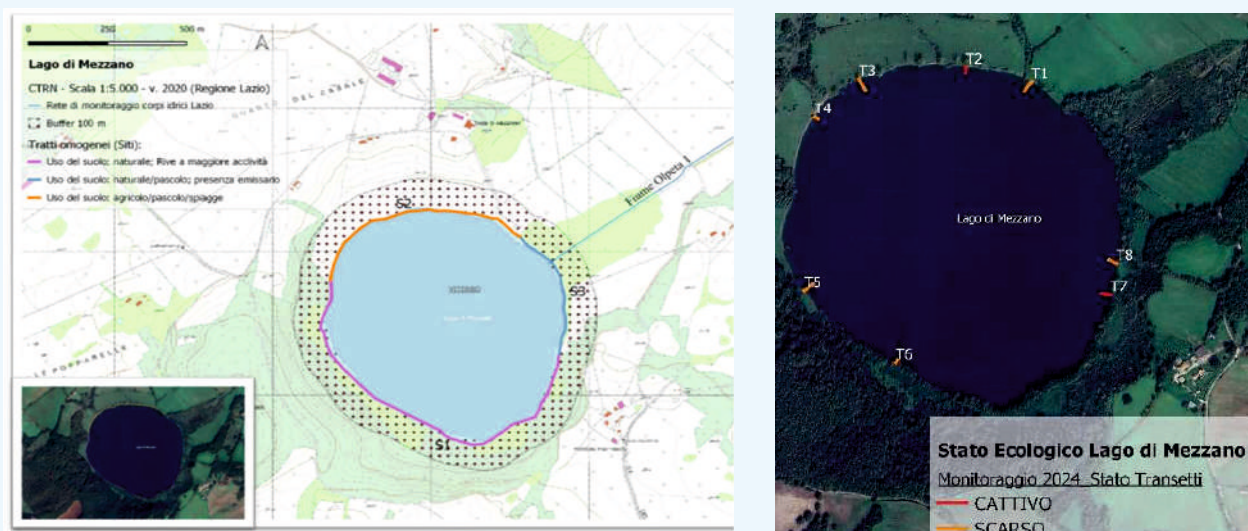 0 250 500 m
Lago di Mezzano
CTRN - Scala 1:5.000 - v. 2020 (Regione Lazio)
Rete di monitoraggio corpi idrici Lazio
Buffer 100 m
Tratti omogenei (Siti):
Uso del suolo: naturale; Rive a maggiore acclività
Uso del suolo: naturale/pascolo; presenza emissario
Uso del suolo: agricolo/pascolo/spiagge
DEL CASALE
S2
Fiume Olpeta 1
S3
S1
T2
T3
T1
T4
Lago di Mezzano
T8
T5
T7
T6
Stato Ecologico Lago di Mezzano
Monitoraggio 2024_Stato Transetti
CATTIVO
SCARSO